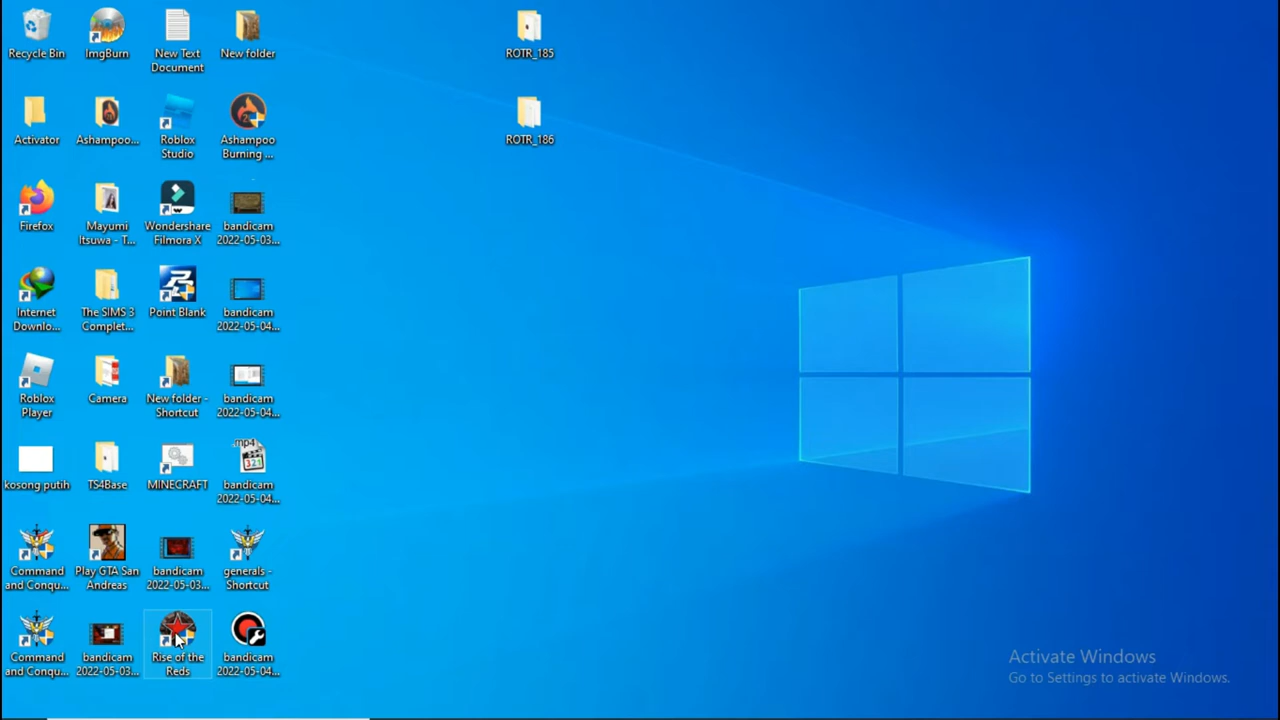 Recycle Bin
ImgBurn
New Text
Document
New folder
ROTR_185
Activator
Ashampoo...
Roblox
Studio
Ashampoo
Burning ...
ROTR_186
Firefox
Mayumi
Itsuwa - T...
Wondershare
Filmora X
bandicam
2022-05-03...
Internet
Downlo...
The SIMS 3
Complet...
Point Blank
bandicam
2022-05-04...
Roblox
Player
Camera
New folder -
Shortcut
bandicam
2022-05-04...
kosong putih
TS4Base
MINECRAFT
.mp4
321
bandicam
2022-05-04...
Command
and Conqu...
Play GTA San
Andreas
bandicam
2022-05-03...
generals -
Shortcut
Command
and Conqu...
bandicam
2022-05-03...
Rise of the
Reds
bandicam
2022-05-04...
Activate Windows
Go to Settings to activate Windows.